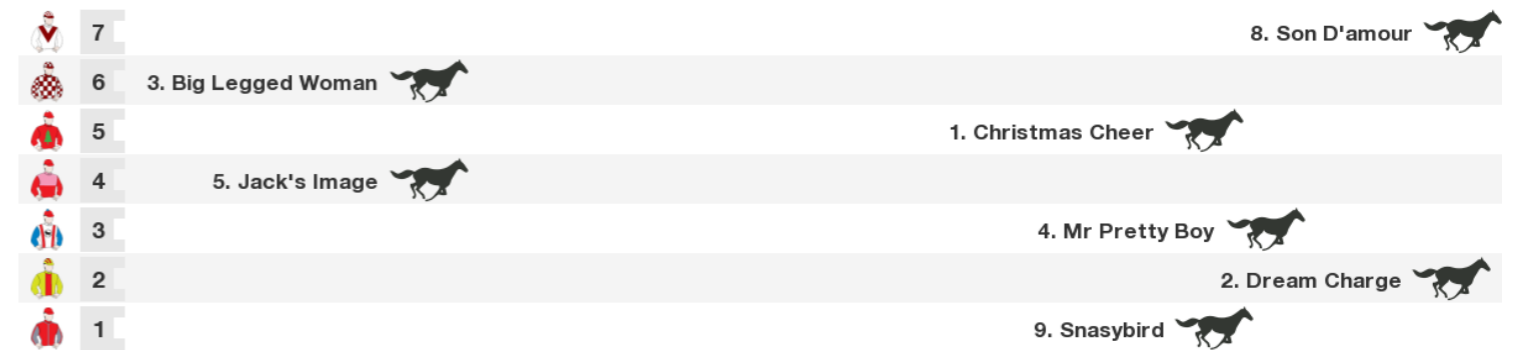 7 8. Son D'amour
6 3. Big Legged Woman
5 1. Christmas Cheer
4 5. Jack's Image
3 4. Mr Pretty Boy
2 2. Dream Charge
1 9. Snasybird